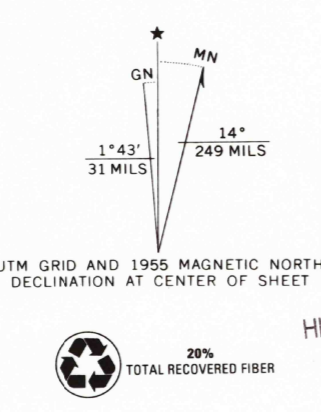 MN
GN
1°43'
31 MILS
14°
249 MILS
UTM GRID AND 1955 MAGNETIC NORTH
DECLINATION AT CENTER OF SHEET
20%
TOTAL RECOVERED FIBER